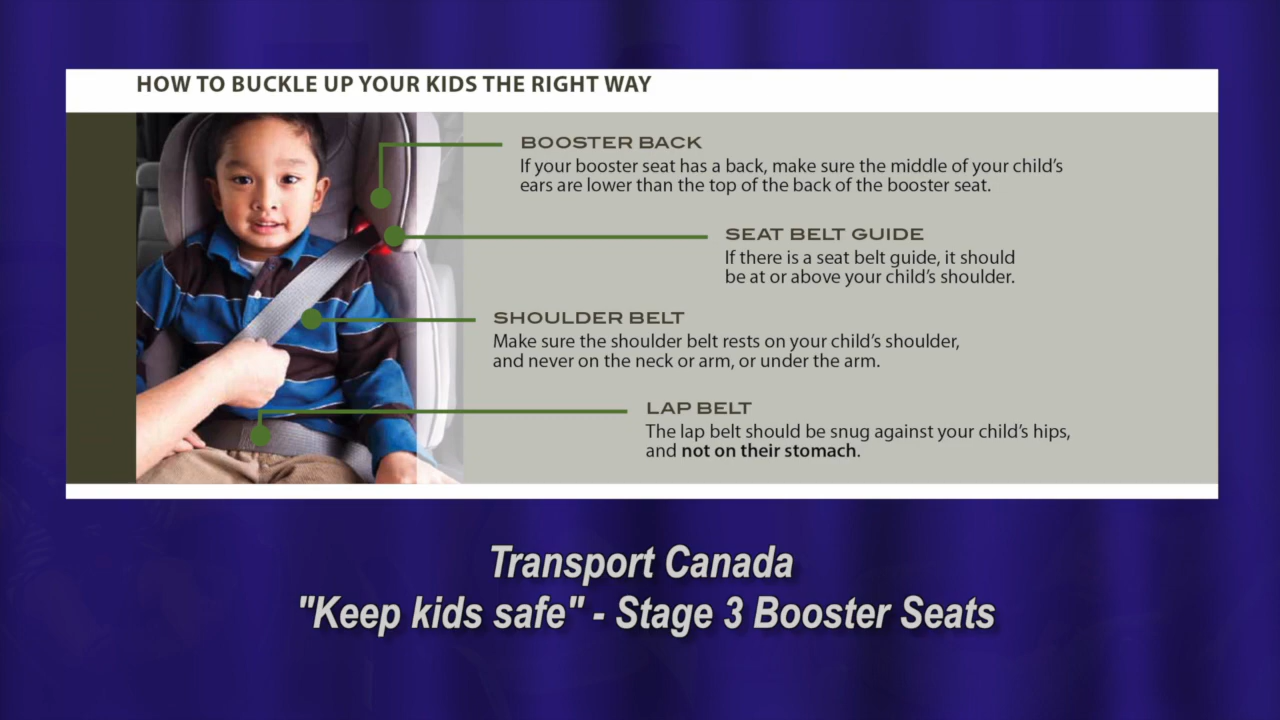 HOW TO BUCKLE UP YOUR KIDS THE RIGHT WAY
BOOSTER BACK
If your booster seat has a back, make sure the middle of your child's
ears are lower than the top of the back of the booster seat.
SEAT BELT GUIDE
If there is a seat belt guide, it should
be at or above your child's shoulder.
SHOULDER BELT
Make sure the shoulder belt rests on your child's shoulder,
and never on the neck or arm, or under the arm.
LAP BELT
The lap belt should be snug against your child's hips,
and not on their stomach.
Transport Canada
"Keep kids safe" - Stage 3 Booster Seats